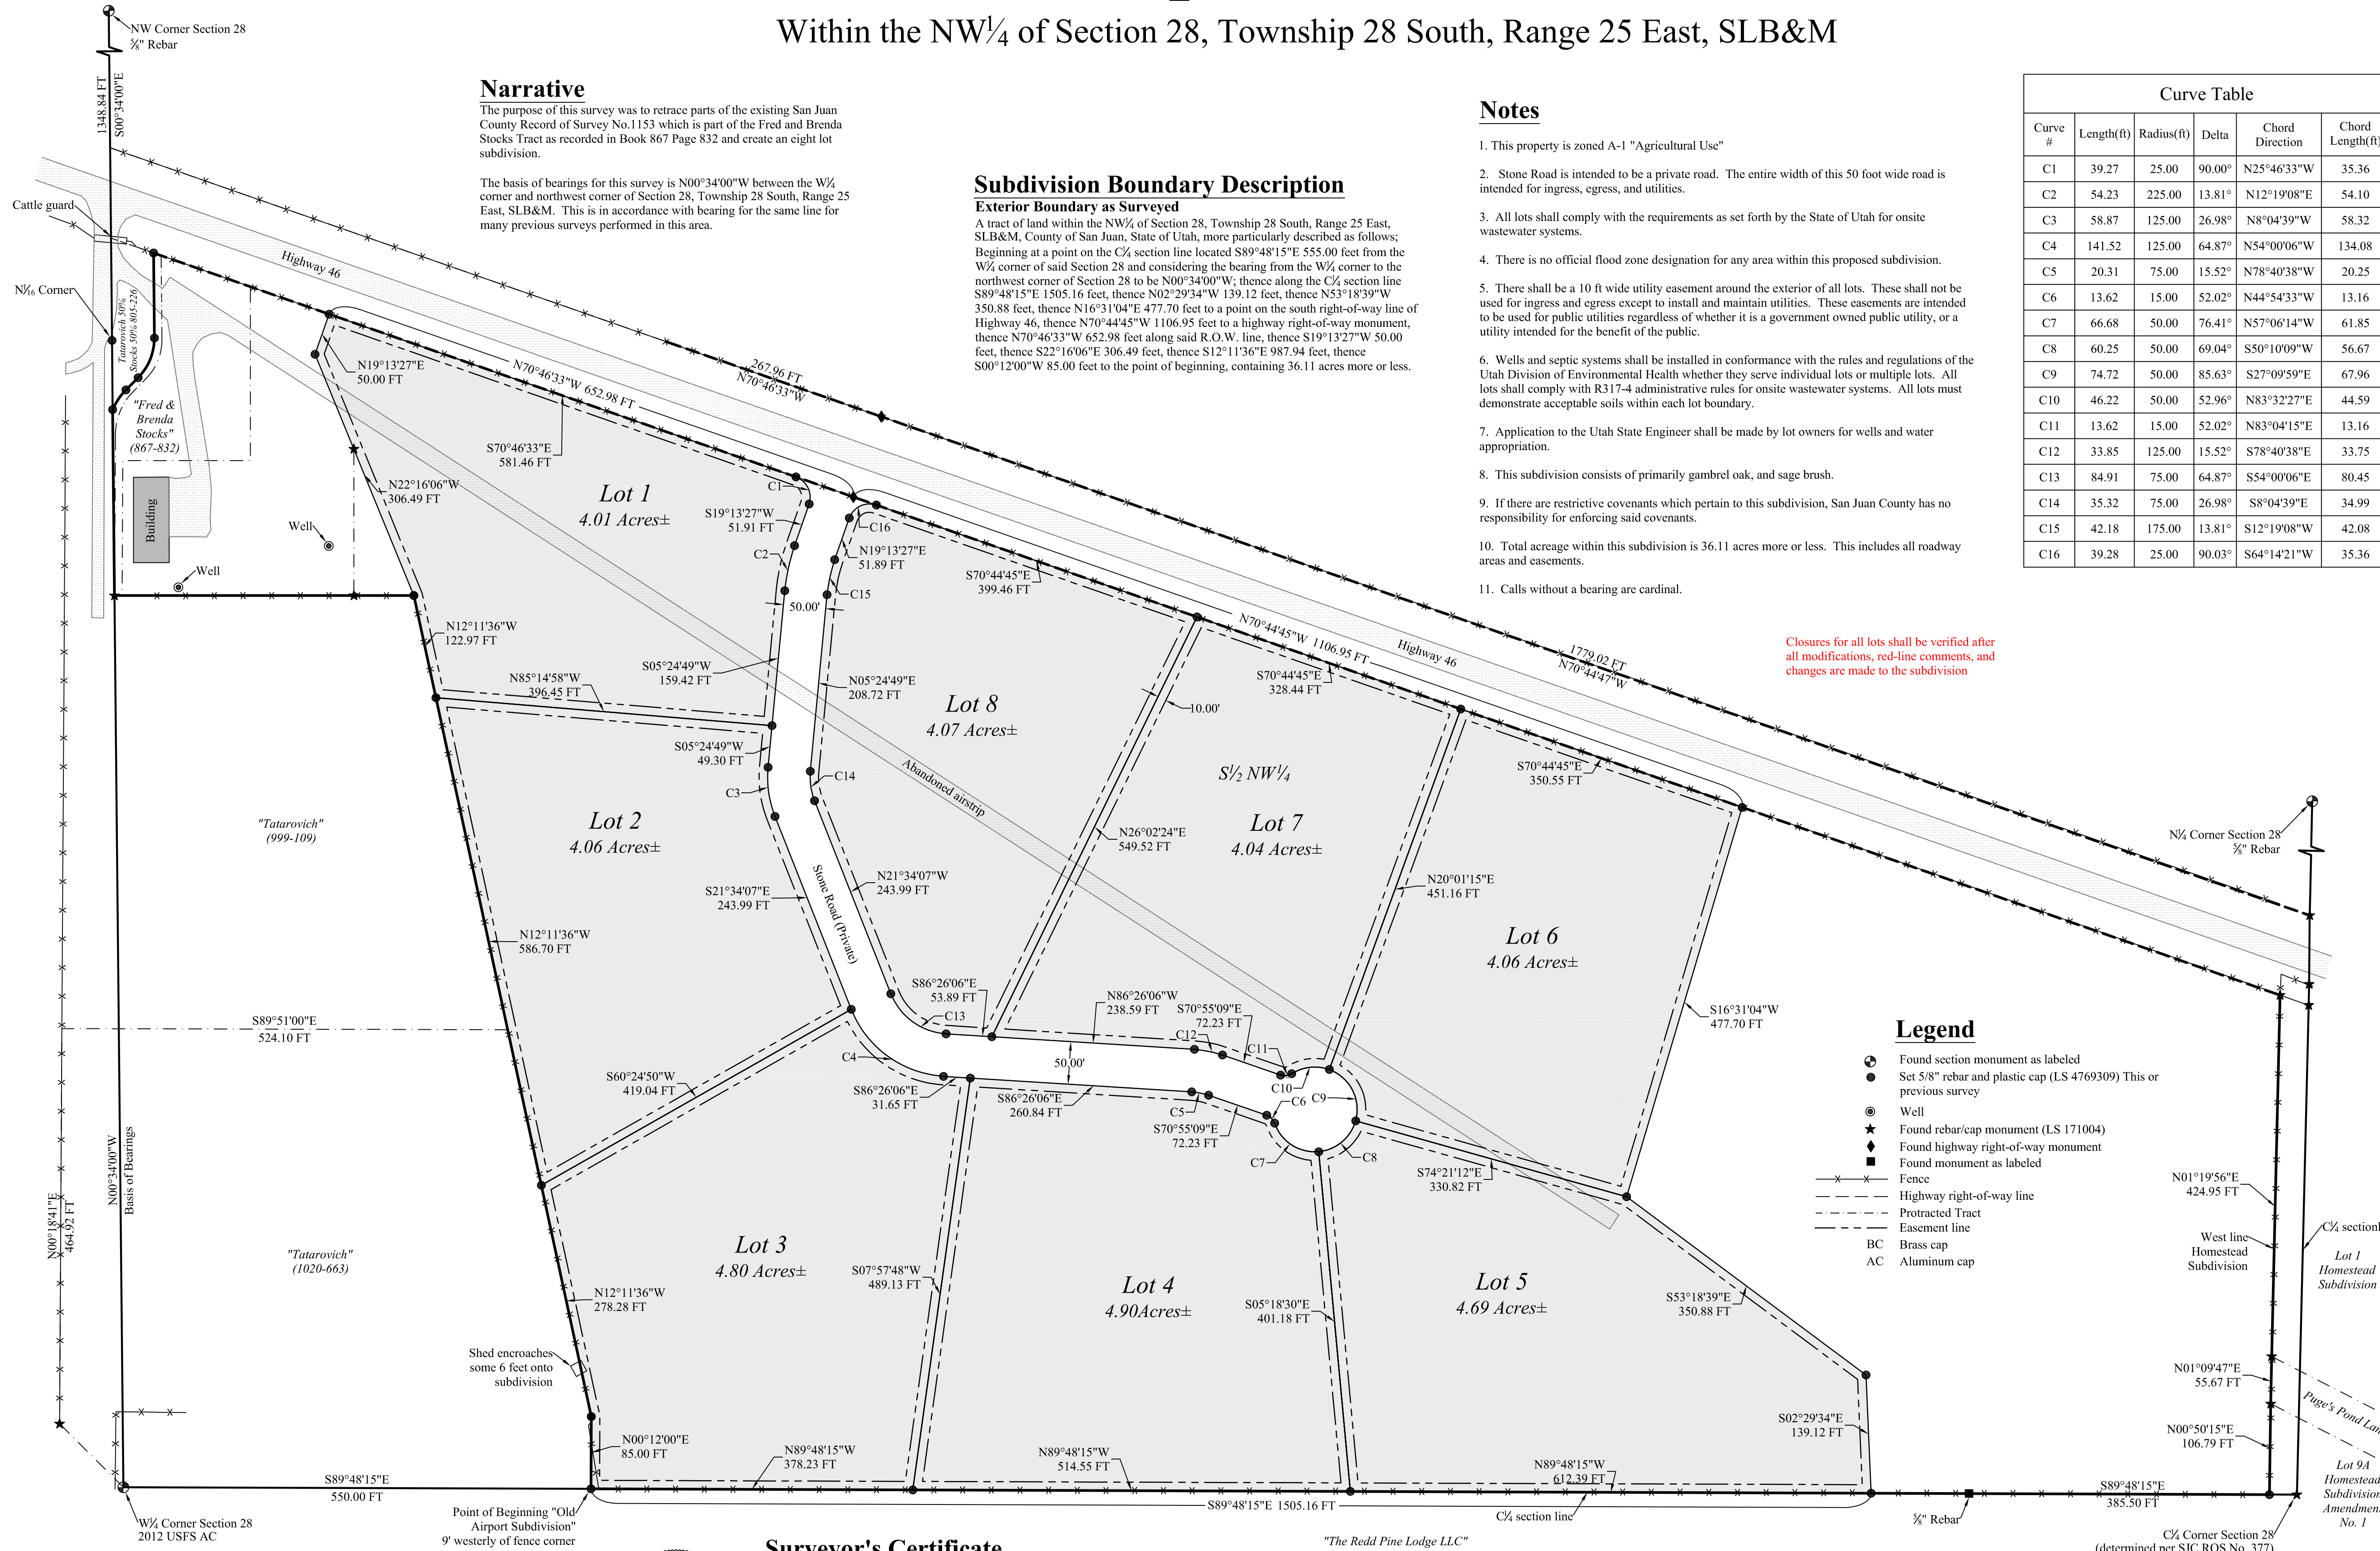 Within the NW¼ of Section 28, Township 28 South, Range 25 East, SLB&M
NW Corner Section 28
⅝" Rebar
1348.84 FT
S00°34'00"E
Narrative
The purpose of this survey was to retrace parts of the existing San Juan
County Record of Survey No.1153 which is part of the Fred and Brenda
Stocks Tract as recorded in Book 867 Page 832 and create an eight lot
subdivision.
The basis of bearings for this survey is N00°34'00"W between the W¼
corner and northwest corner of Section 28, Township 28 South, Range 25
East, SLB&M. This is in accordance with bearing for the same line for
many previous surveys performed in this area.
Subdivision Boundary Description
Exterior Boundary as Surveyed
A tract of land within the NW¼ of Section 28, Township 28 South, Range 25 East,
SLB&M, County of San Juan, State of Utah, more particularly described as follows;
Beginning at a point on the C¼ section line located S89°48'15"E 555.00 feet from the
W¼ corner of said Section 28 and considering the bearing from the W¼ corner to the
northwest corner of Section 28 to be N00°34'00"W; thence along the C¼ section line
S89°48'15"E 1505.16 feet, thence N02°29'34"W 139.12 feet, thence N53°18'39"W
350.88 feet, thence N16°31'04"E 477.70 feet to a point on the south right-of-way line of
Highway 46, thence N70°44'45"W 1106.95 feet to a highway right-of-way monument,
thence N70°46'33"W 652.98 feet along said R.O.W. line, thence S19°13'27"W 50.00
feet, thence S22°16'06"E 306.49 feet, thence S12°11'36"E 987.94 feet, thence
S00°12'00"W 85.00 feet to the point of beginning, containing 36.11 acres more or less.
Notes
1. This property is zoned A-1 "Agricultural Use"
2. Stone Road is intended to be a private road. The entire width of this 50 foot wide road is
intended for ingress, egress, and utilities.
3. All lots shall comply with the requirements as set forth by the State of Utah for onsite
wastewater systems.
4. There is no official flood zone designation for any area within this proposed subdivision.
5. There shall be a 10 ft wide utility easement around the exterior of all lots. These shall not be
used for ingress and egress except to install and maintain utilities. These easements are intended
to be used for public utilities regardless of whether it is a government owned public utility, or a
utility intended for the benefit of the public.
6. Wells and septic systems shall be installed in conformance with the rules and regulations of the
Utah Division of Environmental Health whether they serve individual lots or multiple lots. All
lots shall comply with R317-4 administrative rules for onsite wastewater systems. All lots must
demonstrate acceptable soils within each lot boundary.
7. Application to the Utah State Engineer shall be made by lot owners for wells and water
appropriation.
8. This subdivision consists of primarily gambrel oak, and sage brush.
9. If there are restrictive covenants which pertain to this subdivision, San Juan County has no
responsibility for enforcing said covenants.
10. Total acreage within this subdivision is 36.11 acres more or less. This includes all roadway
areas and easements.
11. Calls without a bearing are cardinal.
Closures for all lots shall be verified after
all modifications, red-line comments, and
changes are made to the subdivision
Curve Table
Curve # Length(ft) Radius(ft) Delta Chord Direction Chord Length(ft)
C1 39.27 25.00 90.00° N25°46'33"W 35.36
C2 54.23 225.00 13.81° N12°19'08"E 54.10
C3 58.87 125.00 26.98° N8°04'39"W 58.32
C4 141.52 125.00 64.87° N54°00'06"W 134.08
C5 20.31 75.00 15.52° N78°40'38"W 20.25
C6 13.62 15.00 52.02° N44°54'33"W 13.16
C7 66.68 50.00 76.41° N57°06'14"W 61.85
C8 60.25 50.00 69.04° S50°10'09"W 56.67
C9 74.72 50.00 85.63° S27°09'59"E 67.96
C10 46.22 50.00 52.96° N83°32'27"E 44.59
C11 13.62 15.00 52.02° N83°04'15"E 13.16
C12 33.85 125.00 15.52° S78°40'38"E 33.75
C13 84.91 75.00 64.87° S54°00'06"E 80.45
C14 35.32 75.00 26.98° S8°04'39"E 34.99
C15 42.18 175.00 13.81° S12°19'08"W 42.08
C16 39.28 25.00 90.03° S64°14'21"W 35.36
Cattle guard
Highway 46
N1⁄16 Corner
Tatarovich 50%
Stocks 50% 805-226
"Fred &
Brenda
Stocks"
(867-832)
Building
Well
Well
N19°13'27"E
50.00 FT
N70°46'33"W 652.98 FT
267.96 FT
N70°46'33"W
S70°46'33"E
581.46 FT
N22°16'06"W
306.49 FT
Lot 1
4.01 Acres±
C1
S19°13'27"W
51.91 FT
C2
C16
N19°13'27"E
51.89 FT
C15
50.00'
S70°44'45"E
399.46 FT
N70°44'45"W 1106.95 FT
Highway 46
1779.02 FT
N70°44'47"W
N12°11'36"W
122.97 FT
N85°14'58"W
396.45 FT
S05°24'49"W
159.42 FT
N05°24'49"E
208.72 FT
Lot 8
4.07 Acres±
S70°44'45"E
328.44 FT
10.00'
S05°24'49"W
49.30 FT
C3
C14
Abandoned airstrip
S½ NW¼
S70°44'45"E
350.55 FT
Lot 2
4.06 Acres±
Lot 7
4.04 Acres±
N26°02'24"E
549.52 FT
"Tatarovich"
(999-109)
N¼ Corner Section 28
⅝" Rebar
S21°34'07"E
243.99 FT
Stone Road (Private)
N21°34'07"W
243.99 FT
N20°01'15"E
451.16 FT
Lot 6
4.06 Acres±
N12°11'36"W
586.70 FT
S86°26'06"E
53.89 FT
N86°26'06"W
238.59 FT
S70°55'09"E
72.23 FT
S16°31'04"W
477.70 FT
S89°51'00"E
524.10 FT
C13
C12
C11
C4
50.00'
C10
C6
C9
S60°24'50"W
419.04 FT
S86°26'06"E
31.65 FT
S86°26'06"E
260.84 FT
C5
S70°55'09"E
72.23 FT
C7
C8
S74°21'12"E
330.82 FT
Legend
Found section monument as labeled
Set 5/8" rebar and plastic cap (LS 4769309) This or
previous survey
Well
Found rebar/cap monument (LS 171004)
Found highway right-of-way monument
Found monument as labeled
Fence
Highway right-of-way line
Protracted Tract
Easement line
BC Brass cap
AC Aluminum cap
N00°34'00"W
Basis of Bearings
N00°18'41"E
464.92 FT
"Tatarovich"
(1020-663)
Lot 3
4.80 Acres±
S07°57'48"W
489.13 FT
Lot 4
4.90Acres±
S05°18'30"E
401.18 FT
Lot 5
4.69 Acres±
S53°18'39"E
350.88 FT
N12°11'36"W
278.28 FT
Shed encroaches
some 6 feet onto
subdivision
N01°19'56"E
424.95 FT
West line
Homestead
Subdivision
C¼ sectionl
Lot 1
Homestead
Subdivision
N01°09'47"E
55.67 FT
Puge's Pond Lan
N00°50'15"E
106.79 FT
Lot 9A
Homestead
Subdivision
Amendment
No. 1
N00°12'00"E
85.00 FT
N89°48'15"W
378.23 FT
N89°48'15"W
514.55 FT
N89°48'15"W
612.39 FT
S02°29'34"E
139.12 FT
S89°48'15"E
550.00 FT
S89°48'15"E 1505.16 FT
S89°48'15"E
385.50 FT
W¼ Corner Section 28
2012 USFS AC
Point of Beginning "Old
Airport Subdivision"
9' westerly of fence corner
C¼ section line
⅝" Rebar
"The Redd Pine Lodge LLC"
C¼ Corner Section 28
(determined per SJC ROS No. 377)
Surveyor's Certificate